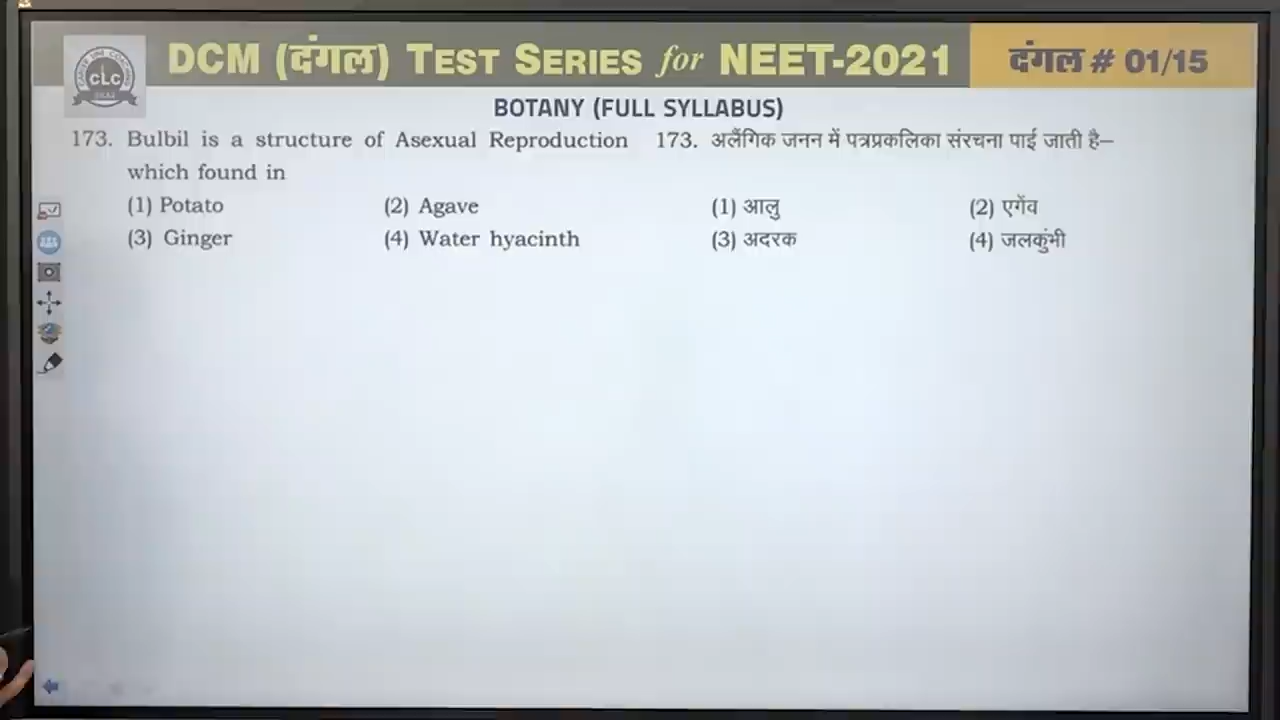 DCM (दंगल) TEST SERIES for NEET-2021
दंगल # 01/15
CLC
BOTANY (FULL SYLLABUS)
173. Bulbil is a structure of Asexual Reproduction
which found in
(1) Potato (2) Agave
(3) Ginger (4) Water hyacinth
173. अलैंगिक जनन में पत्रप्रकलिका संरचना पाई जाती है–
(1) आलु (2) एगेंव
(3) अदरक (4) जलकुंभी